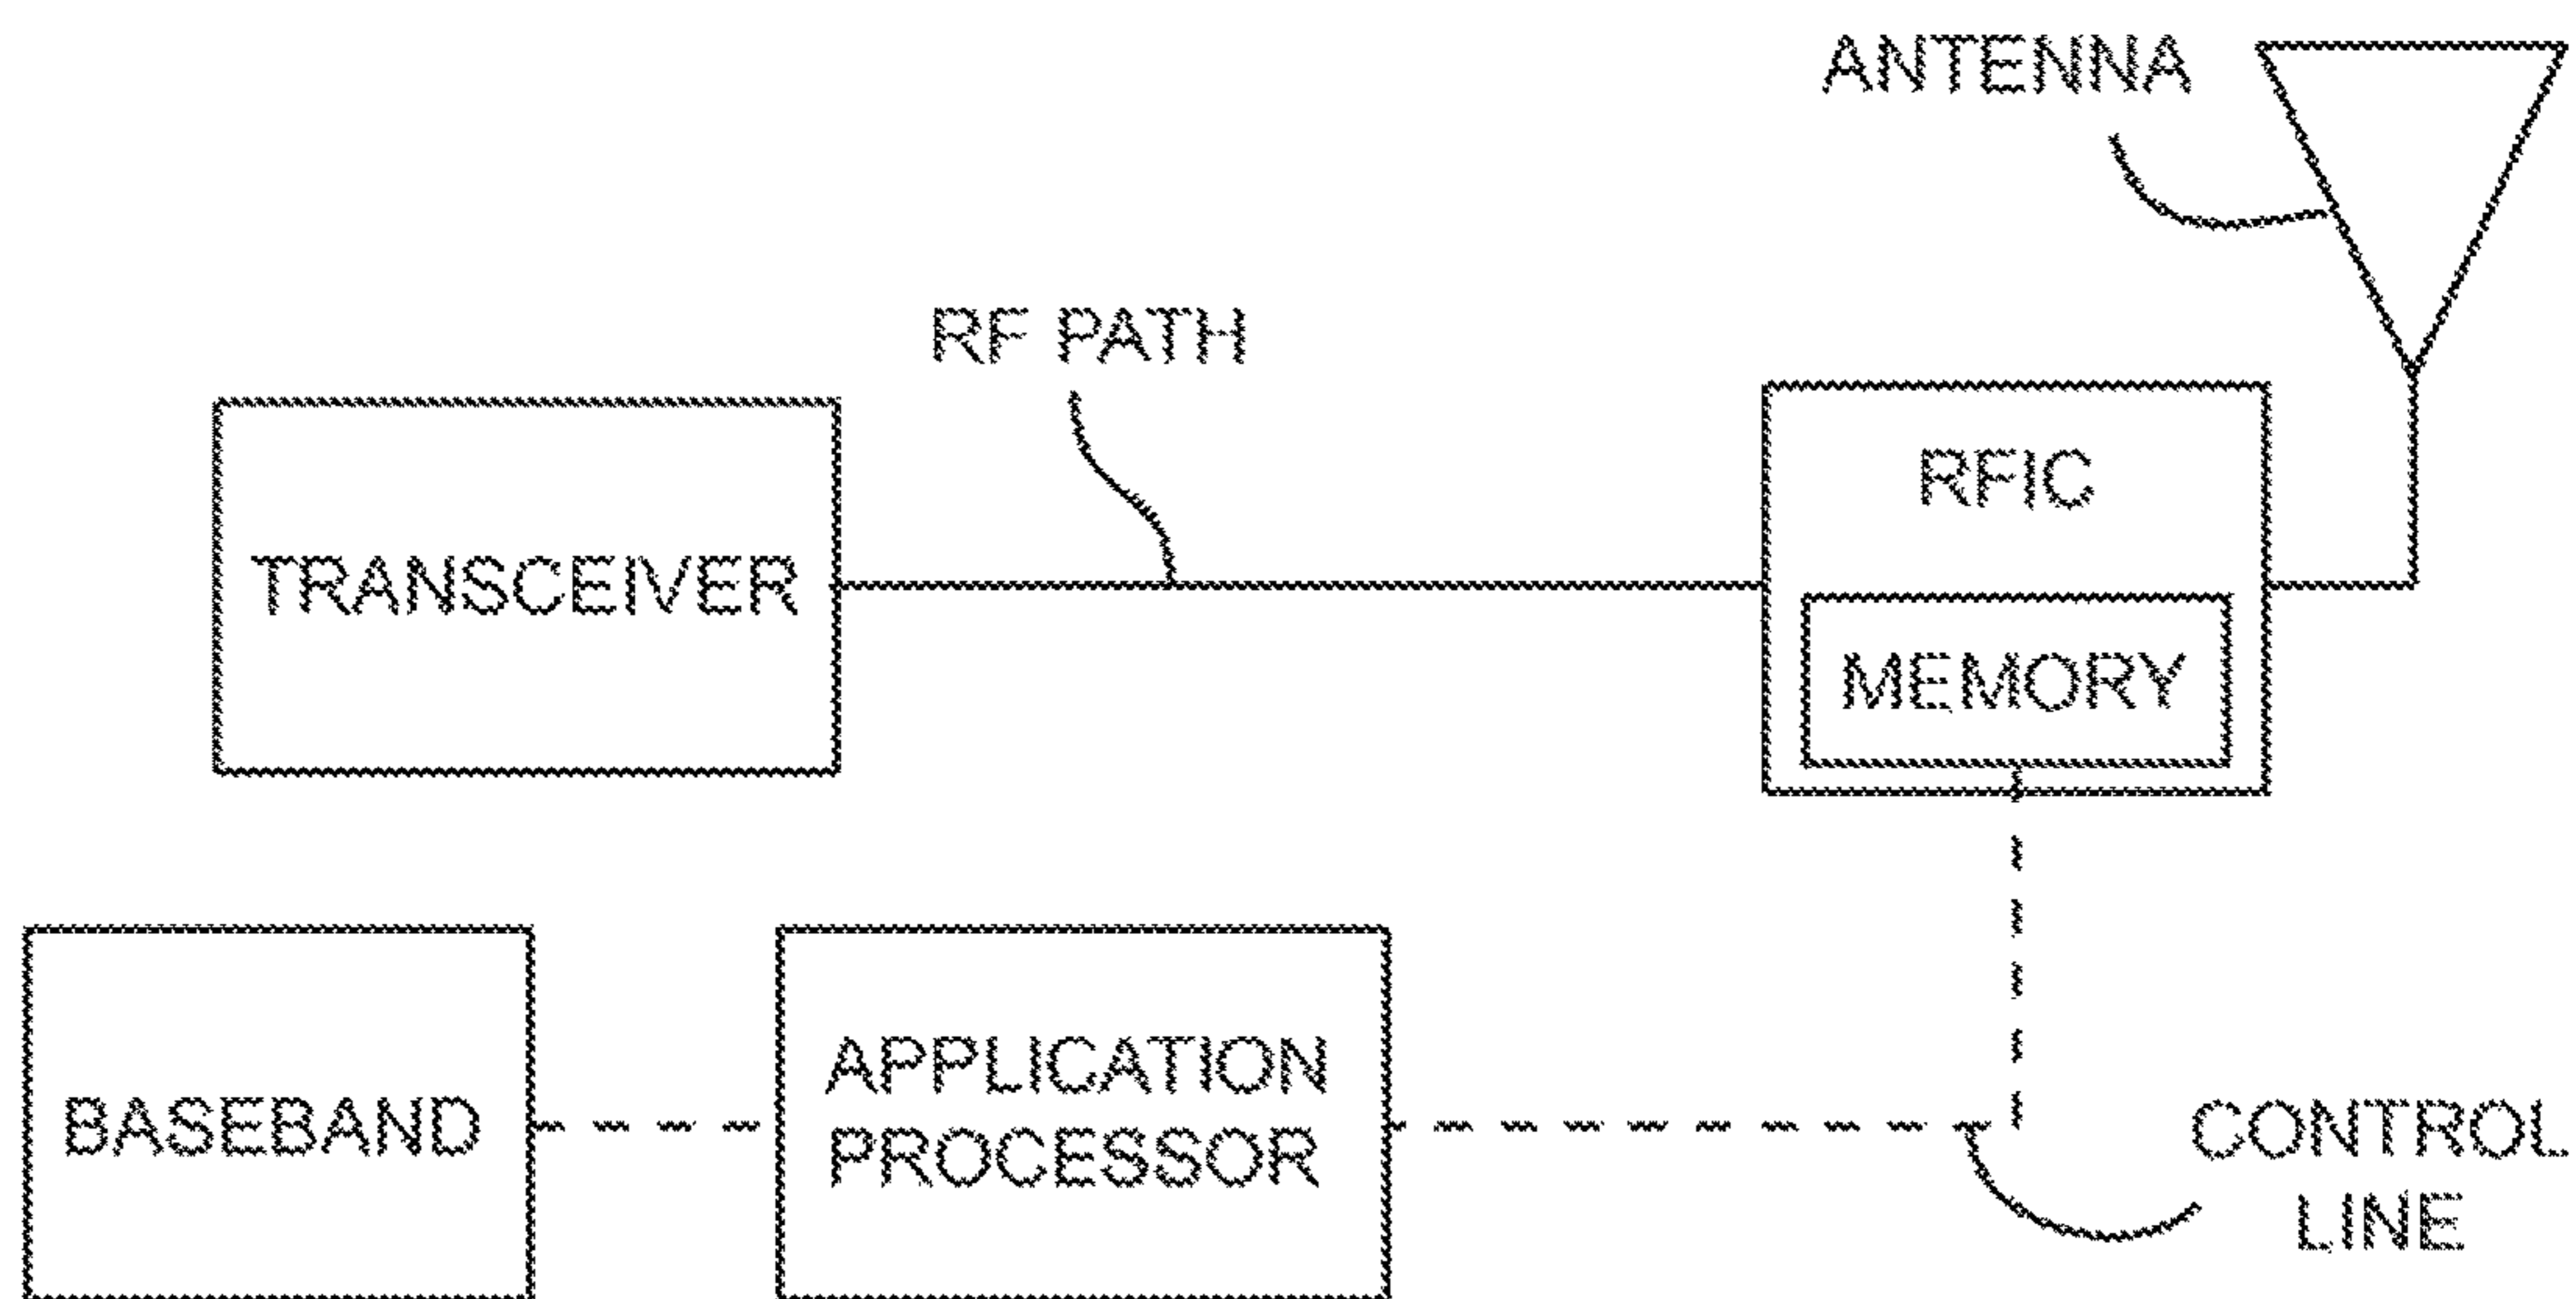 ANTENNA
RF PATH
TRANSCEIVER
RFIC
MEMORY
BASEBAND
APPLICATION
PROCESSOR
CONTROL
LINE